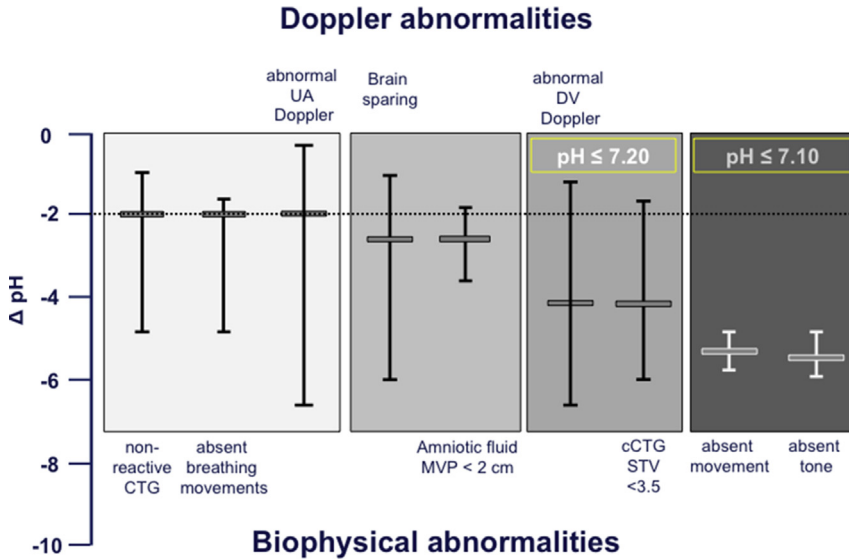 Doppler abnormalities
abnormal
UA
Doppler
Brain
sparing
abnormal
DV
Doppler
0
-2
-4
-6
-8
-10
Δ pH
pH ≤ 7.20
pH ≤ 7.10
non-
reactive
CTG
absent
breathing
movements
Amniotic fluid
MVP < 2 cm
cCTG
STV
<3.5
absent
movement
absent
tone
Biophysical abnormalities